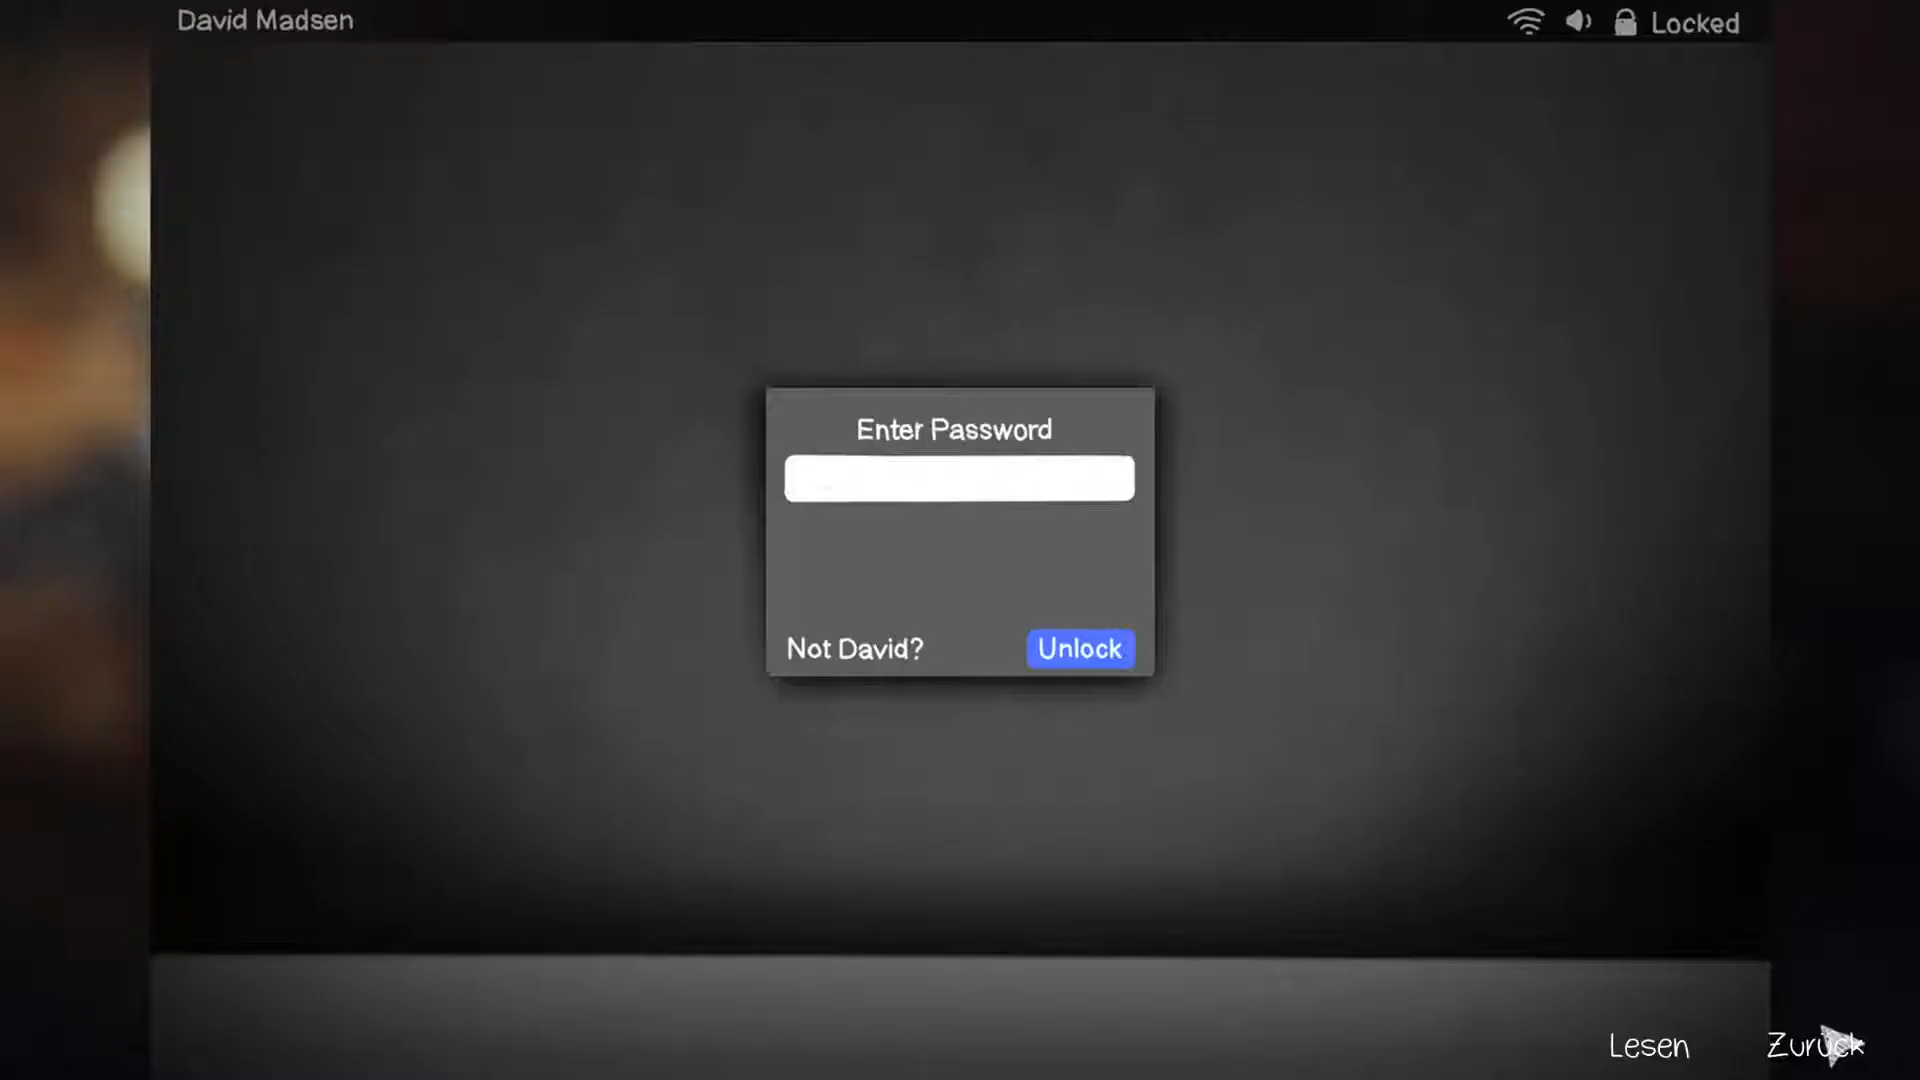 David Madsen
Locked
Enter Password
Not David?
Unlock
Lesen
Zurück